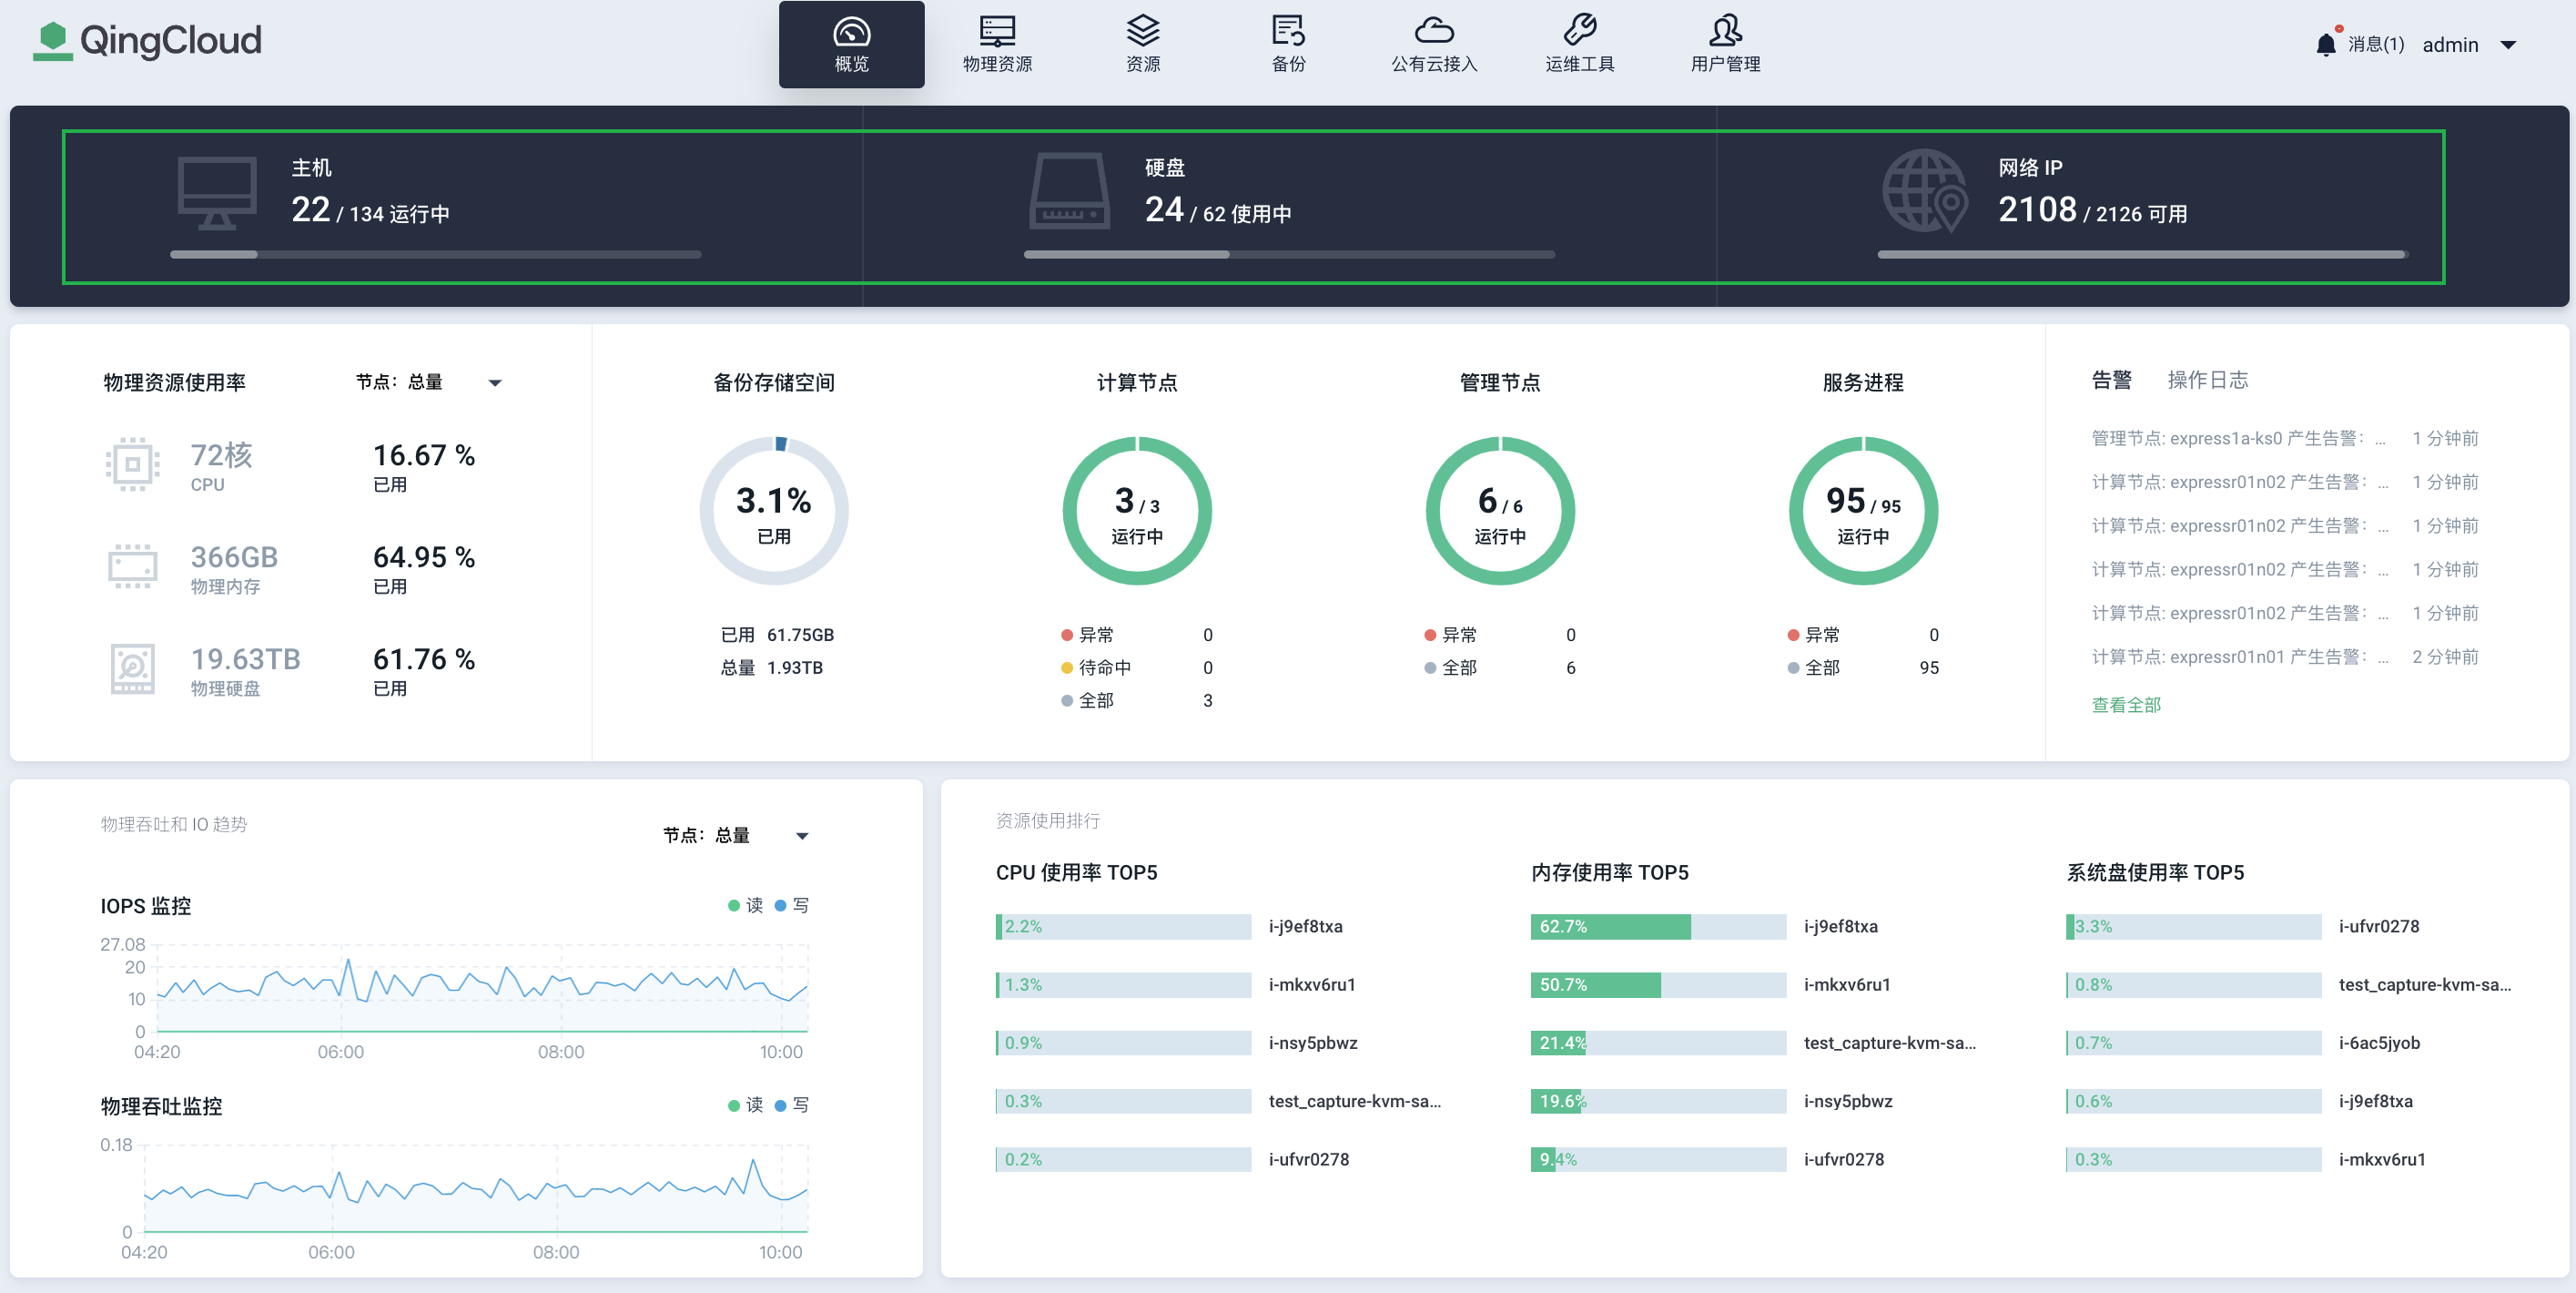 QingCloud
概览
物理资源
资源
备份
公有云接入
运维工具
用户管理
消息(1)
admin
主机
22 / 134 运行中
硬盘
24 / 62 使用中
网络 IP
2108 / 2126 可用
物理资源使用率
节点：总量
72核
CPU
16.67 %
已用
366GB
物理内存
64.95 %
已用
19.63TB
物理硬盘
61.76 %
已用
备份存储空间
3.1%
已用
已用 61.75GB
总量 1.93TB
计算节点
3 / 3
运行中
异常 0
待命中 0
全部 3
管理节点
6 / 6
运行中
异常 0
全部 6
服务进程
95 / 95
运行中
异常 0
全部 95
告警 操作日志
管理节点: express1a-ks0 产生告警： ... 1 分钟前
计算节点: expressr01n02 产生告警： ... 1 分钟前
计算节点: expressr01n02 产生告警： ... 1 分钟前
计算节点: expressr01n02 产生告警： ... 1 分钟前
计算节点: expressr01n02 产生告警： ... 1 分钟前
计算节点: expressr01n01 产生告警： ... 2 分钟前
查看全部
物理吞吐和 IO 趋势
节点：总量
IOPS 监控
读 写
27.08
20
10
0
04:20 06:00 08:00 10:00
物理吞吐监控
读 写
0.18
0
04:20 06:00 08:00 10:00
资源使用排行
CPU 使用率 TOP5
2.2% i-j9ef8txa
1.3% i-mkxv6ru1
0.9% i-nsy5pbwz
0.3% test_capture-kvm-sa...
0.2% i-ufvr0278
内存使用率 TOP5
62.7% i-j9ef8txa
50.7% i-mkxv6ru1
21.4% test_capture-kvm-sa...
19.6% i-nsy5pbwz
9.4% i-ufvr0278
系统盘使用率 TOP5
3.3% i-ufvr0278
0.8% test_capture-kvm-sa...
0.7% i-6ac5jyob
0.6% i-j9ef8txa
0.3% i-mkxv6ru1